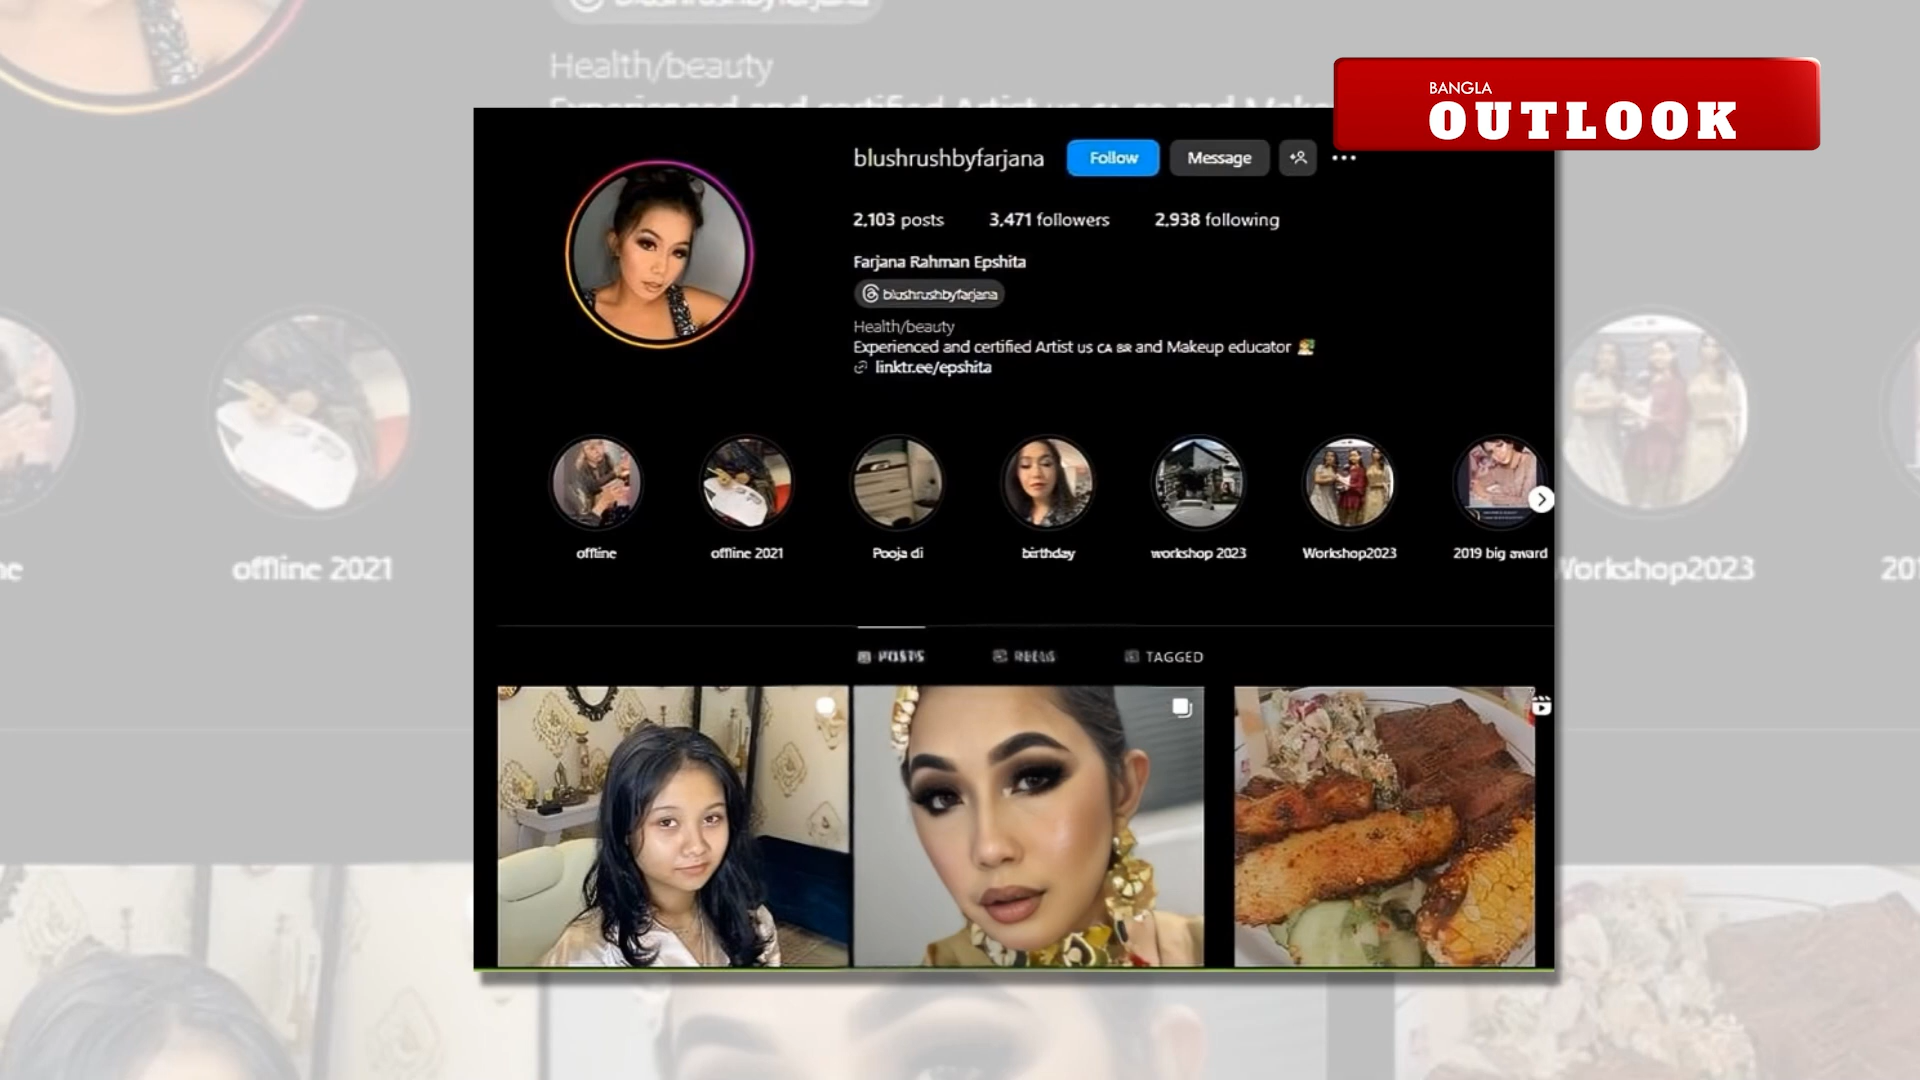 BANGLA
OUTLOOK
Health/beauty
blushrushbyfarjana Follow Message
2,103 posts 3,471 followers 2,938 following
Farjana Rahman Epshita
blushrushbyfarjana
Health/beauty
Experienced and certified Artist us CA BR and Makeup educator
linktr.ee/epshita
offline offline 2021 Pooja di birthday workshop 2023 Workshop2023 2019 big award
offline 2021 Workshop2023
POSTS REELS TAGGED